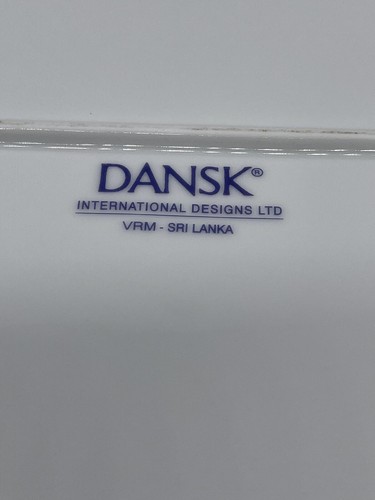 DANSK®
INTERNATIONAL DESIGNS LTD
VRM - SRI LANKA